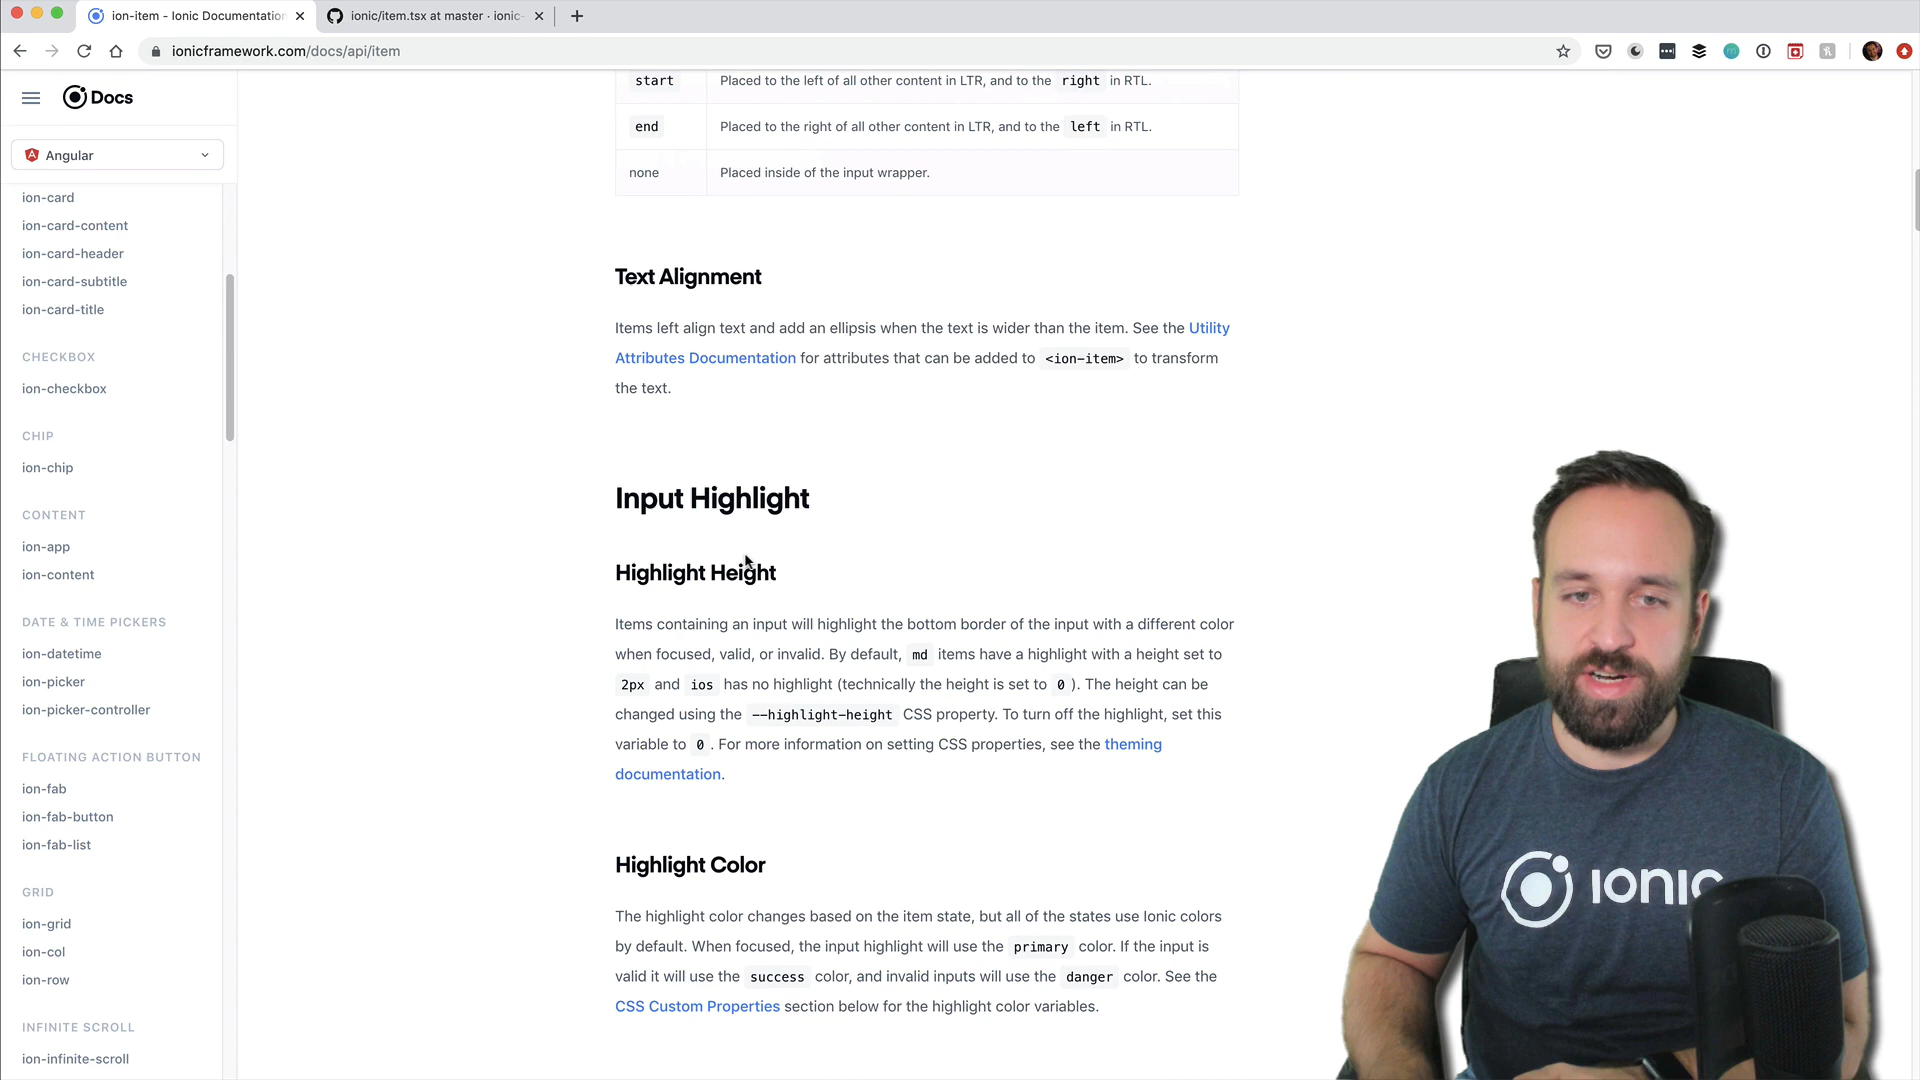 ion-item - Ionic Documentation
ionic/item.tsx at master · ionic-
ionicframework.com/docs/api/item
Docs
Angular
ion-card
ion-card-content
ion-card-header
ion-card-subtitle
ion-card-title
CHECKBOX
ion-checkbox
CHIP
ion-chip
CONTENT
ion-app
ion-content
DATE & TIME PICKERS
ion-datetime
ion-picker
ion-picker-controller
FLOATING ACTION BUTTON
ion-fab
ion-fab-button
ion-fab-list
GRID
ion-grid
ion-col
ion-row
INFINITE SCROLL
ion-infinite-scroll
start Placed to the left of all other content in LTR, and to the right in RTL.
end Placed to the right of all other content in LTR, and to the left in RTL.
none Placed inside of the input wrapper.
Text Alignment
Items left align text and add an ellipsis when the text is wider than the item. See the Utility
Attributes Documentation for attributes that can be added to <ion-item> to transform
the text.
Input Highlight
Highlight Height
Items containing an input will highlight the bottom border of the input with a different color
when focused, valid, or invalid. By default, md items have a highlight with a height set to
2px and ios has no highlight (technically the height is set to 0 ). The height can be
changed using the --highlight-height CSS property. To turn off the highlight, set this
variable to 0 . For more information on setting CSS properties, see the theming
documentation.
Highlight Color
The highlight color changes based on the item state, but all of the states use Ionic colors
by default. When focused, the input highlight will use the primary color. If the input is
valid it will use the success color, and invalid inputs will use the danger color. See the
CSS Custom Properties section below for the highlight color variables.
IONIC